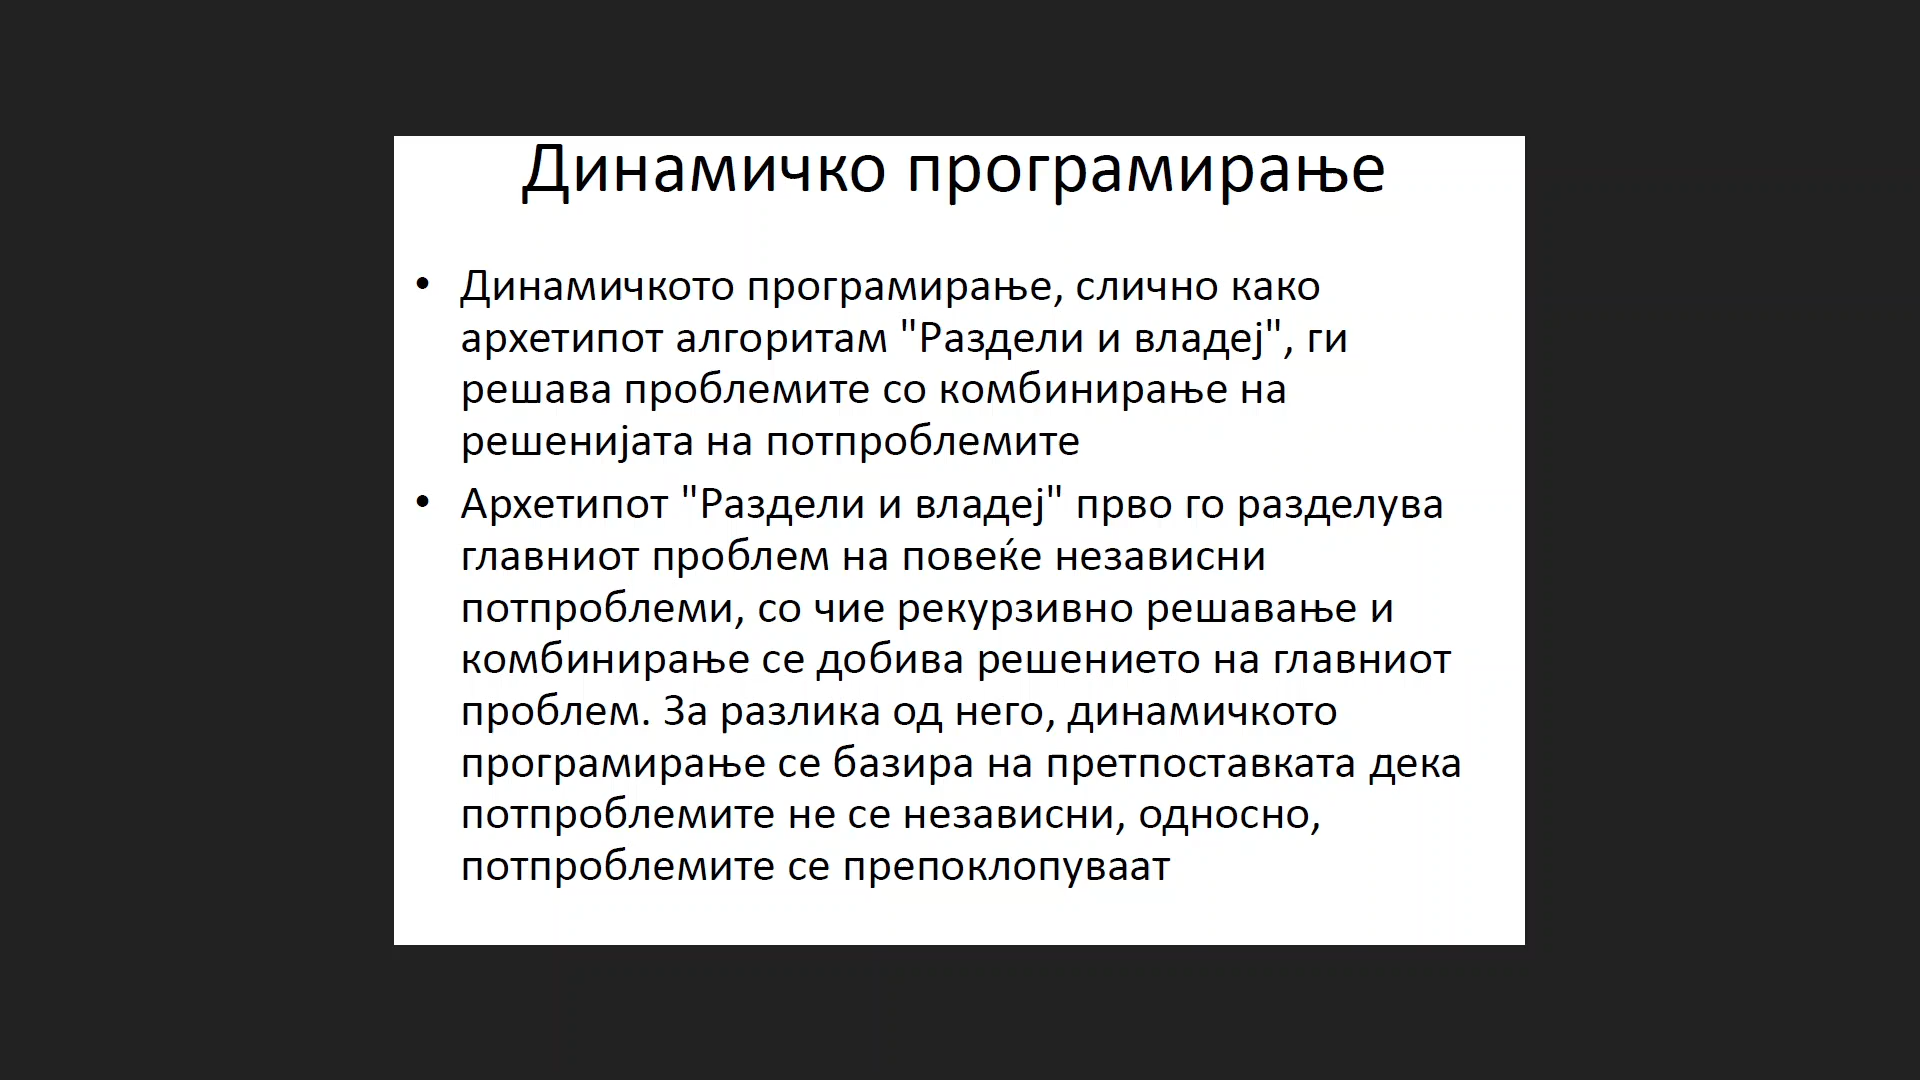 Динамичко програмирање
• Динамичкото програмирање, слично како
архетипот алгоритам "Раздели и владеј", ги
решава проблемите со комбинирање на
решенијата на потпроблемите
• Архетипот "Раздели и владеј" прво го разделува
главниот проблем на повеќе независни
потпроблеми, со чие рекурзивно решавање и
комбинирање се добива решението на главниот
проблем. За разлика од него, динамичкото
програмирање се базира на претпоставката дека
потпроблемите не се независни, односно,
потпроблемите се препоклопуваат